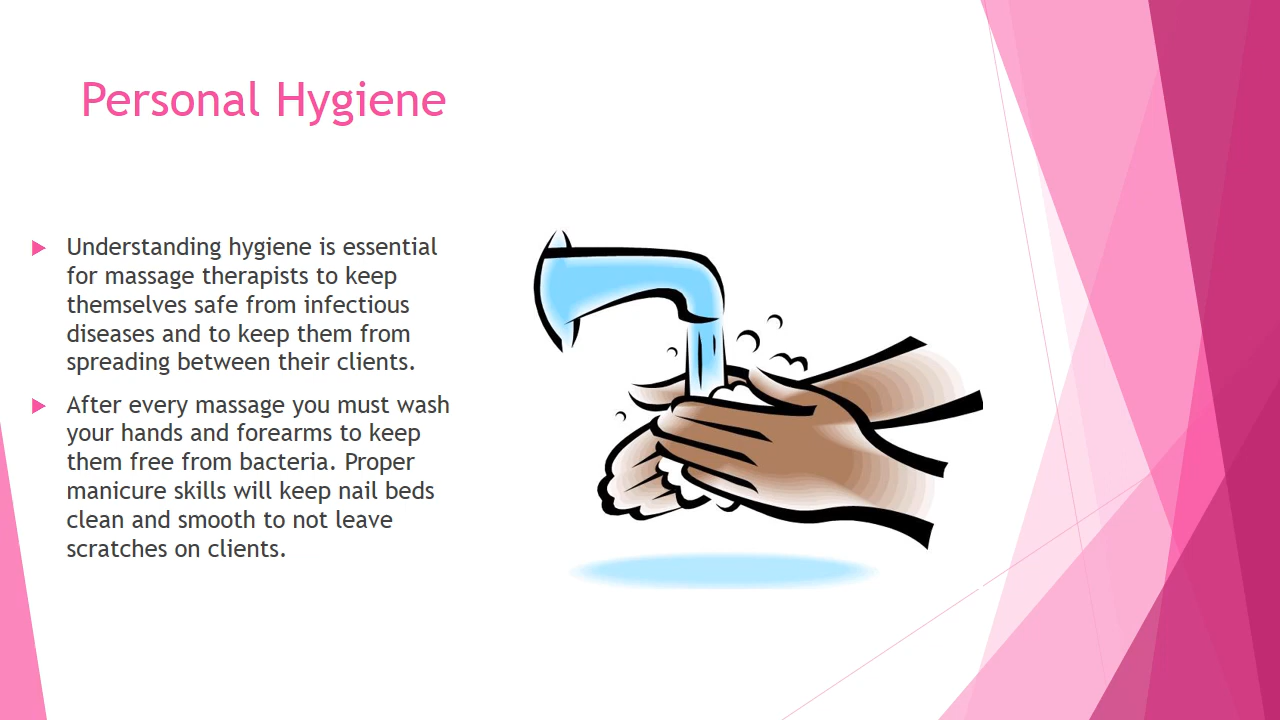 Personal Hygiene
Understanding hygiene is essential
for massage therapists to keep
themselves safe from infectious
diseases and to keep them from
spreading between their clients.
After every massage you must wash
your hands and forearms to keep
them free from bacteria. Proper
manicure skills will keep nail beds
clean and smooth to not leave
scratches on clients.